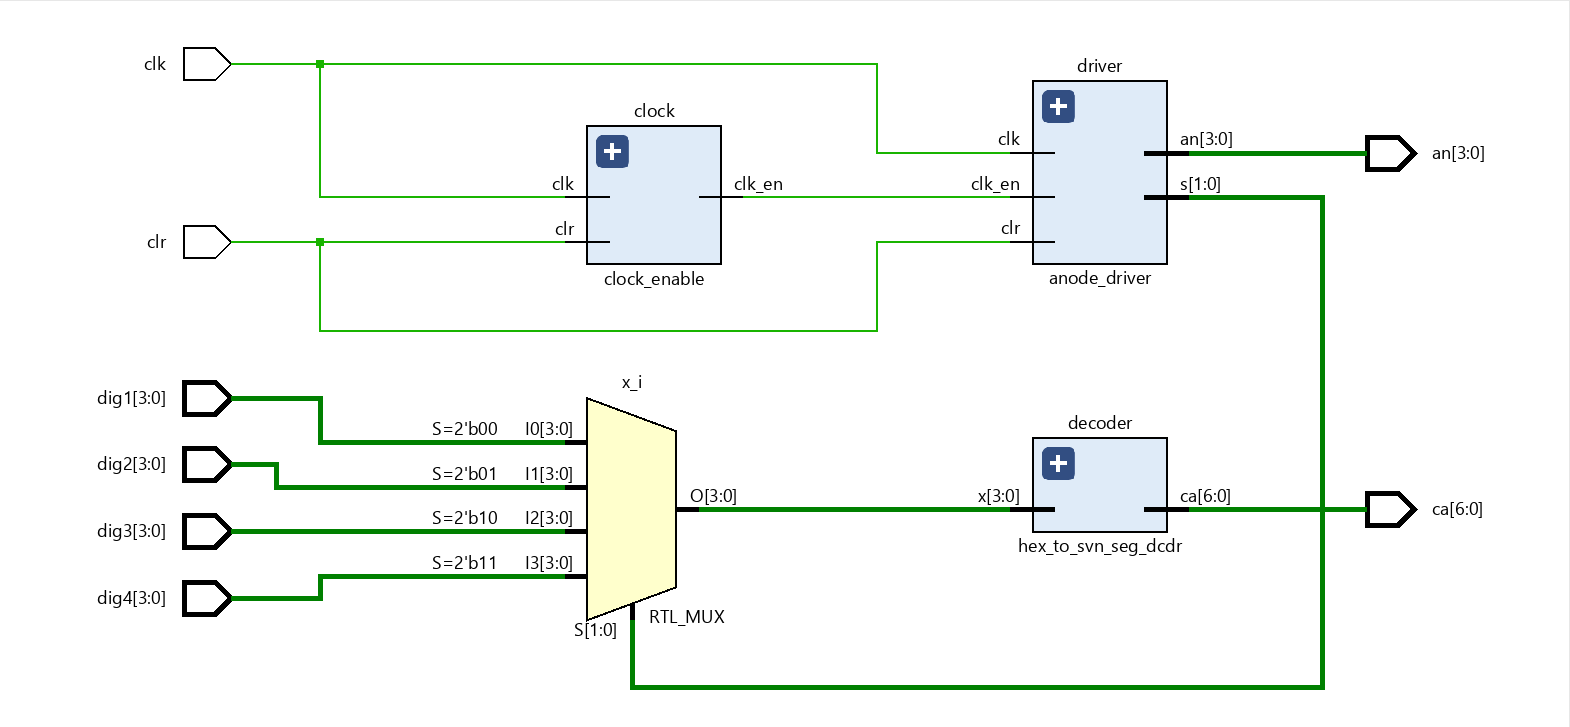 clk
clr
clock
clk
clr
clk_en
clock_enable
driver
clk
clk_en
clr
an[3:0]
s[1:0]
anode_driver
an[3:0]
dig1[3:0]
dig2[3:0]
dig3[3:0]
dig4[3:0]
x_i
S=2'b00 I0[3:0]
S=2'b01 I1[3:0]
S=2'b10 I2[3:0]
S=2'b11 I3[3:0]
O[3:0]
S[1:0]
RTL_MUX
decoder
x[3:0]
ca[6:0]
hex_to_svn_seg_dcdr
ca[6:0]